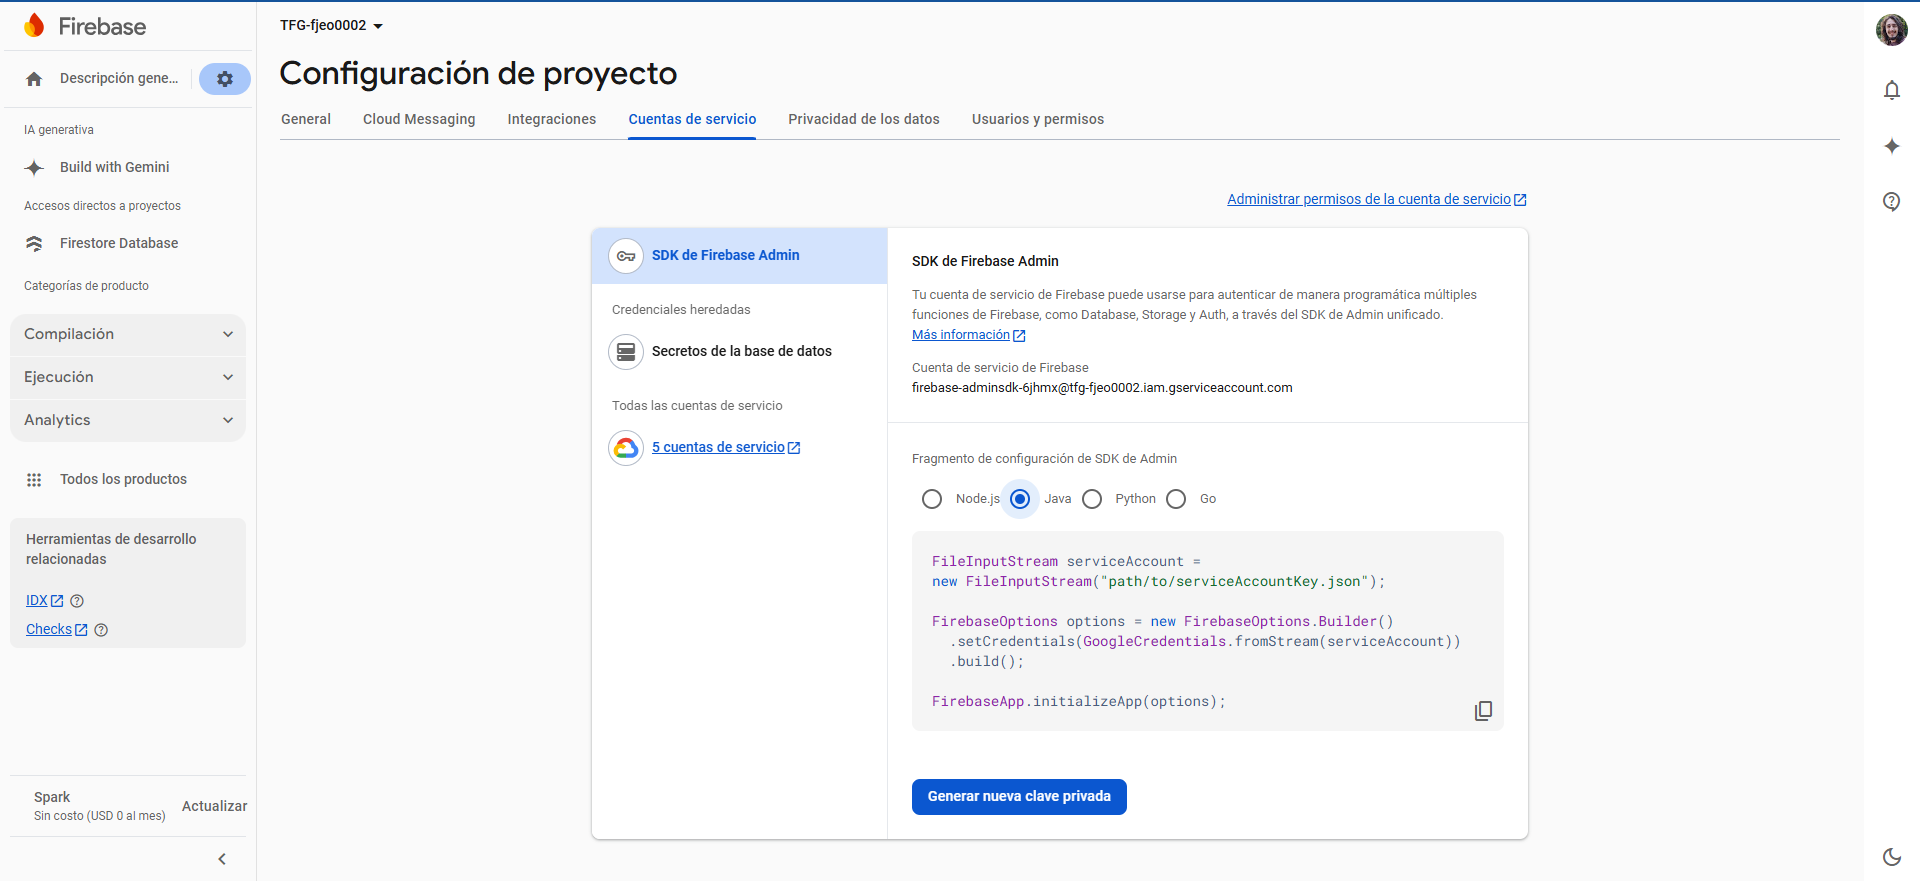 Firebase
Descripción gene...
IA generativa
Build with Gemini
Accesos directos a proyectos
Firestore Database
Categorías de producto
Compilación
Ejecución
Analytics
Todos los productos
Herramientas de desarrollo
relacionadas
IDX
Checks
Spark
Sin costo (USD 0 al mes)
Actualizar
TFG-fjeo0002
Configuración de proyecto
General Cloud Messaging Integraciones Cuentas de servicio Privacidad de los datos Usuarios y permisos
Administrar permisos de la cuenta de servicio
SDK de Firebase Admin
Credenciales heredadas
Secretos de la base de datos
Todas las cuentas de servicio
5 cuentas de servicio
SDK de Firebase Admin
Tu cuenta de servicio de Firebase puede usarse para autenticar de manera programática múltiples
funciones de Firebase, como Database, Storage y Auth, a través del SDK de Admin unificado.
Más información
Cuenta de servicio de Firebase
firebase-adminsdk-6jhmx@tfg-fjeo0002.iam.gserviceaccount.com
Fragmento de configuración de SDK de Admin
Node.js Java Python Go
FileInputStream serviceAccount =
new FileInputStream("path/to/serviceAccountKey.json");
FirebaseOptions options = new FirebaseOptions.Builder()
.setCredentials(GoogleCredentials.fromStream(serviceAccount))
.build();
FirebaseApp.initializeApp(options);
Generar nueva clave privada